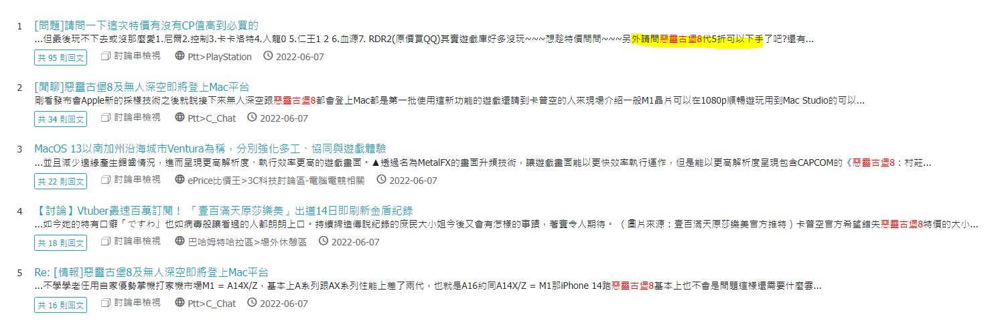 1 [問題]請問一下這次特價有沒有CP值高到必買的
...但最後玩不下去或沒那麼愛1.尼爾2.控制3.卡卡洛特4.人龍0 5.仁王1 2 6.血源7. RDR2(原價買QQ)其實遊戲庫好多沒玩~~~想趁特價問問~~~另外請問惡靈古堡8代5折可以下手了吧?還有...
共 95 則回文 討論串檢視 Ptt>PlayStation 2022-06-07
2 [閒聊]惡靈古堡8及無人深空即將登上Mac平台
剛看發布會Apple新的採樣技術之後就說接下來無人深空跟惡靈古堡8都會登上Mac都是第一批使用這新功能的遊戲還請到卡普空的人來現場介紹一般M1晶片可以在1080p順暢遊玩用到Mac Studio的可以...
共 34 則回文 討論串檢視 Ptt>C_Chat 2022-06-07
3 MacOS 13以南加州沿海城市Ventura為稱，分別強化多工、協同與遊戲體驗
...並且減少邊緣產生鋸齒情況，進而呈現更高解析度、執行效率更高的遊戲畫面。▲透過名為MetalFX的畫面升頻技術，讓遊戲畫面能以更快效率執行運作，但是能以更高解析度呈現包含CAPCOM的《惡靈古堡8：村莊...
共 22 則回文 討論串檢視 ePrice比價王>3C科技討論區-電腦電競相關 2022-06-07
4 【討論】Vtuber最速百萬訂閱！「壹百滿天原莎樂美」出道14日即刷新金盾紀錄
...如今她的特有口癖「ですわ」也如病毒般讓看過的人都朗朗上口。持續締造傳說紀錄的庶民大小姐今後又會有怎樣的事蹟，著實令人期待。（圖片來源：壹百滿天原莎樂美官方推特）卡普空官方希望錯失惡靈古堡8特價的大小...
共 18 則回文 討論串檢視 巴哈姆特哈拉區>場外休憩區 2022-06-07
5 Re: [情報]惡靈古堡8及無人深空即將登上Mac平台
...不學學老任用自家優勢掌機打家機市場M1 = A14X/Z，基本上A系列跟AX系列性能上差了兩代，也就是A16約同A14X/Z = M1那iPhone 14跑惡靈古堡8基本上也不會是問題這樣還需要什麼雲...
共 16 則回文 討論串檢視 Ptt>C_Chat 2022-06-07